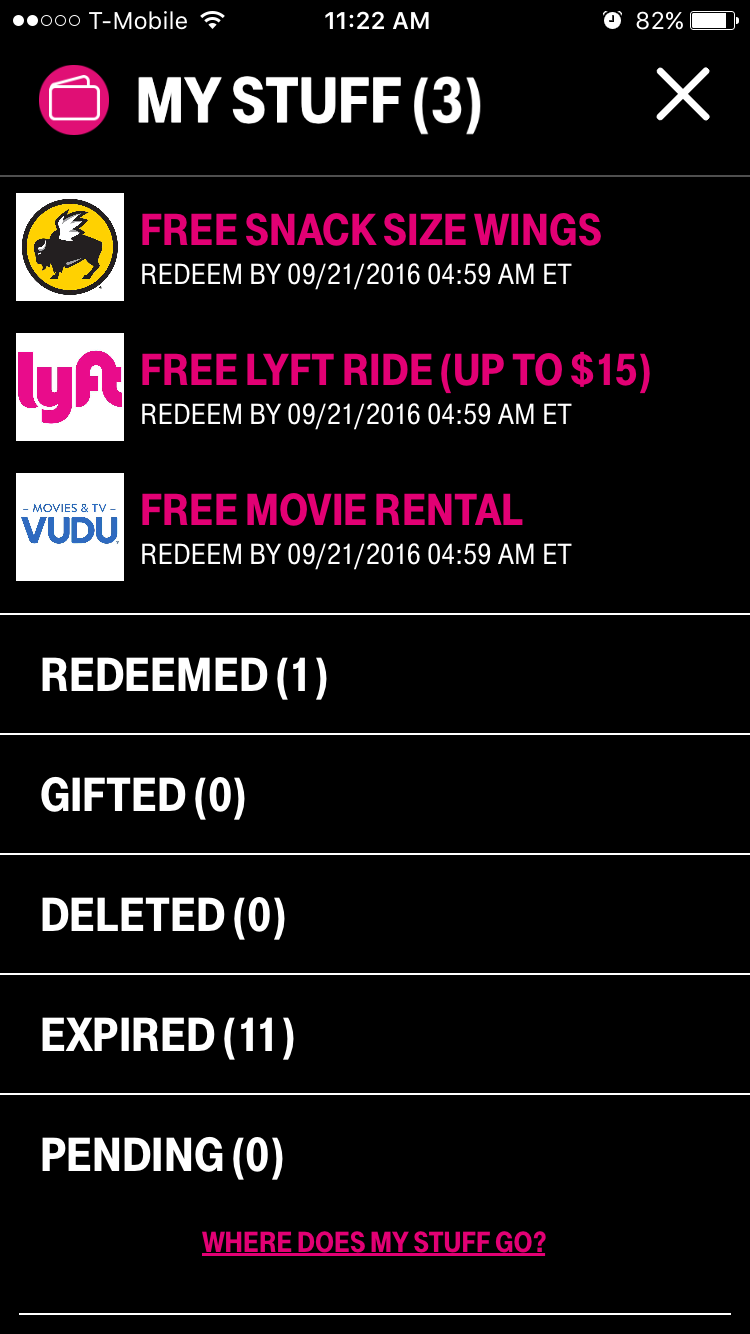 T-Mobile 11:22 AM 82%
MY STUFF (3)
FREE SNACK SIZE WINGS
REDEEM BY 09/21/2016 04:59 AM ET
lyft
FREE LYFT RIDE (UP TO $15)
REDEEM BY 09/21/2016 04:59 AM ET
– MOVIES & TV –
VUDU
FREE MOVIE RENTAL
REDEEM BY 09/21/2016 04:59 AM ET
REDEEMED (1)
GIFTED (0)
DELETED (0)
EXPIRED (11)
PENDING (0)
WHERE DOES MY STUFF GO?